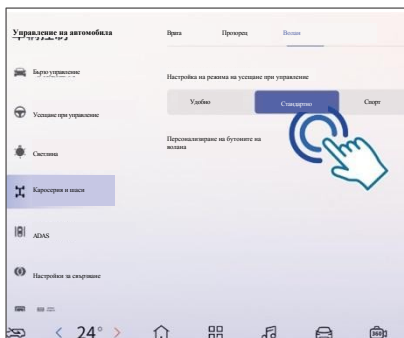 Управление на автомобила
Врата Прозорец Волан
Бързо управление
Настройка на режима на усещане при управление
Удобно Стандартно Спорт
Усещане при управление
Персонализиране на бутоните на
волана
Светлина
Каросерия и шаси
ADAS
Настройки за свързване
< 24° >
360